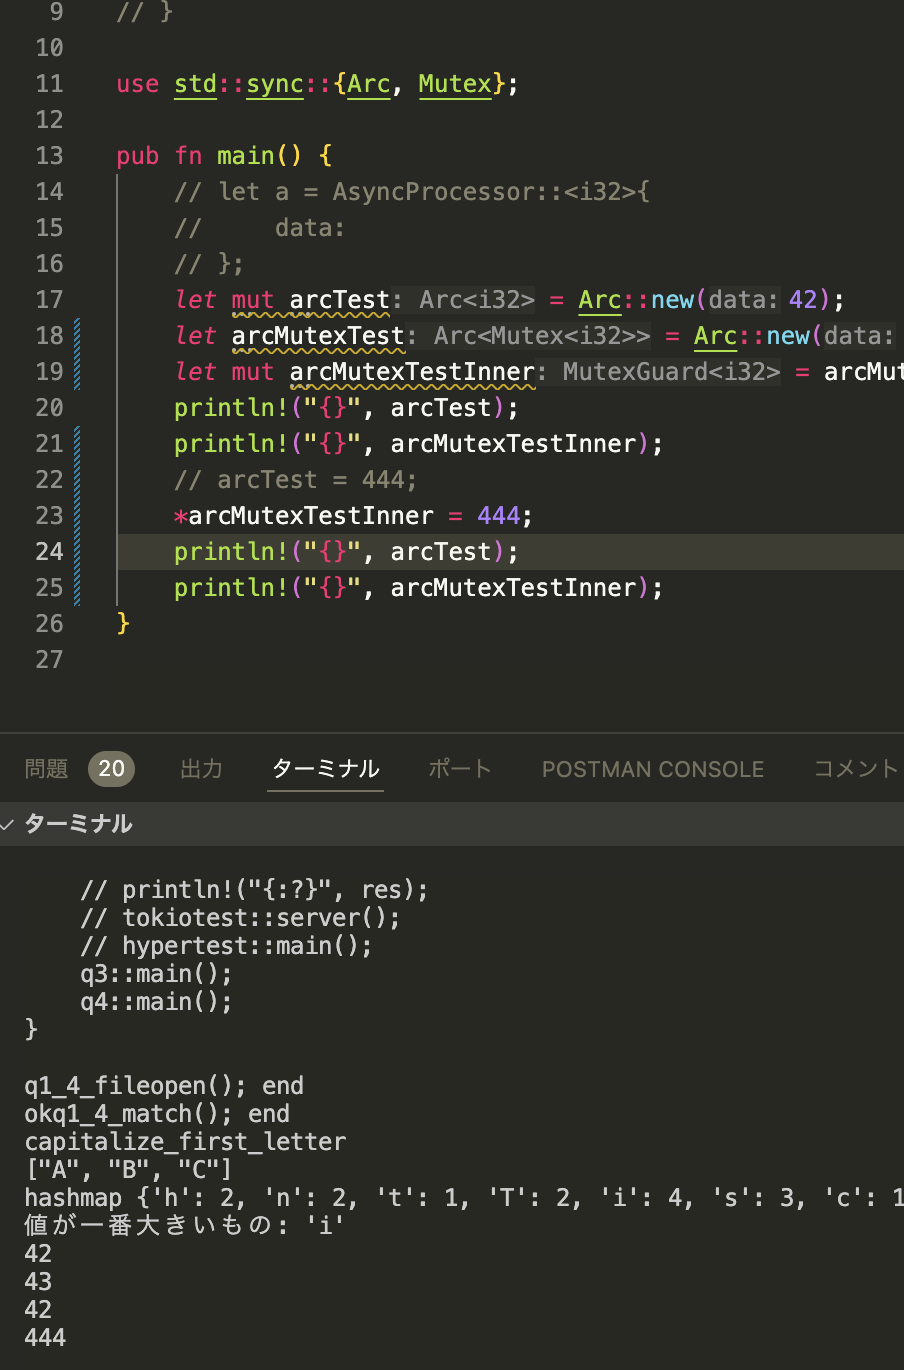 9 // }
10
11 use std::sync::{Arc, Mutex};
12
13 pub fn main() {
14 // let a = AsyncProcessor::<i32>{
15 //     data:
16 // };
17 let mut arcTest: Arc<i32> = Arc::new(data: 42);
18 let arcMutexTest: Arc<Mutex<i32>> = Arc::new(data:
19 let mut arcMutexTestInner: MutexGuard<i32> = arcMut
20 println!("{}", arcTest);
21 println!("{}", arcMutexTestInner);
22 // arcTest = 444;
23 *arcMutexTestInner = 444;
24 println!("{}", arcTest);
25 println!("{}", arcMutexTestInner);
26 }
27
問題 20 出力 ターミナル ポート POSTMAN CONSOLE コメント
ターミナル
// println!("{:?}", res);
// tokiotest::server();
// hypertest::main();
q3::main();
q4::main();
}
q1_4_fileopen(); end
okq1_4_match(); end
capitalize_first_letter
["A", "B", "C"]
hashmap {'h': 2, 'n': 2, 't': 1, 'T': 2, 'i': 4, 's': 3, 'c': 1
値が一番大きいもの: 'i'
42
43
42
444